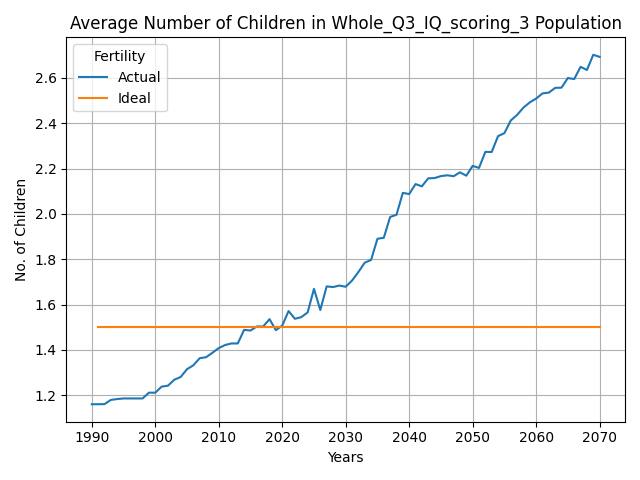 Average Number of Children in Whole_Q3_IQ_scoring_3 Population
Fertility
Actual
Ideal
No. of Children
2.6
2.4
2.2
2.0
1.8
1.6
1.4
1.2
1990 2000 2010 2020 2030 2040 2050 2060 2070
Years